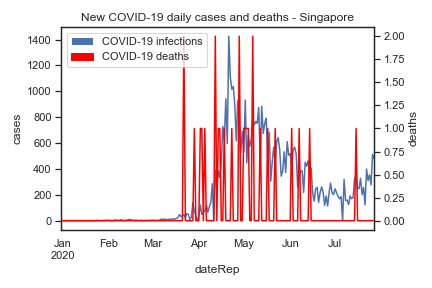 New COVID-19 daily cases and deaths - Singapore
COVID-19 infections
COVID-19 deaths
1400
1200
1000
800
600
400
200
0
cases
2.00
1.75
1.50
1.25
1.00
0.75
0.50
0.25
0.00
deaths
Jan Feb Mar Apr May Jun Jul
2020
dateRep